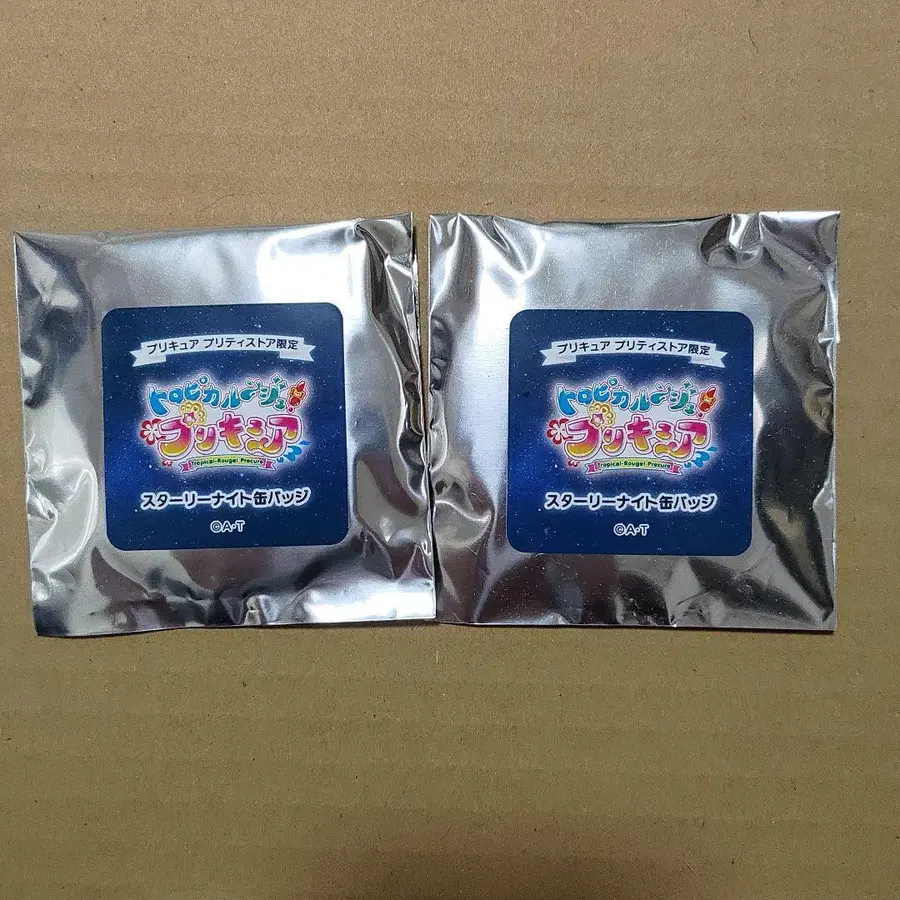 プリキュア プリティストア限定
トロピカル〜ジュ!
プリキュア
Tropical-Rouge! Precure
スターリーナイト缶バッジ
©A・T
プリキュア プリティストア限定
トロピカル〜ジュ!
プリキュア
Tropical-Rouge! Precure
スターリーナイト缶バッジ
©A・T